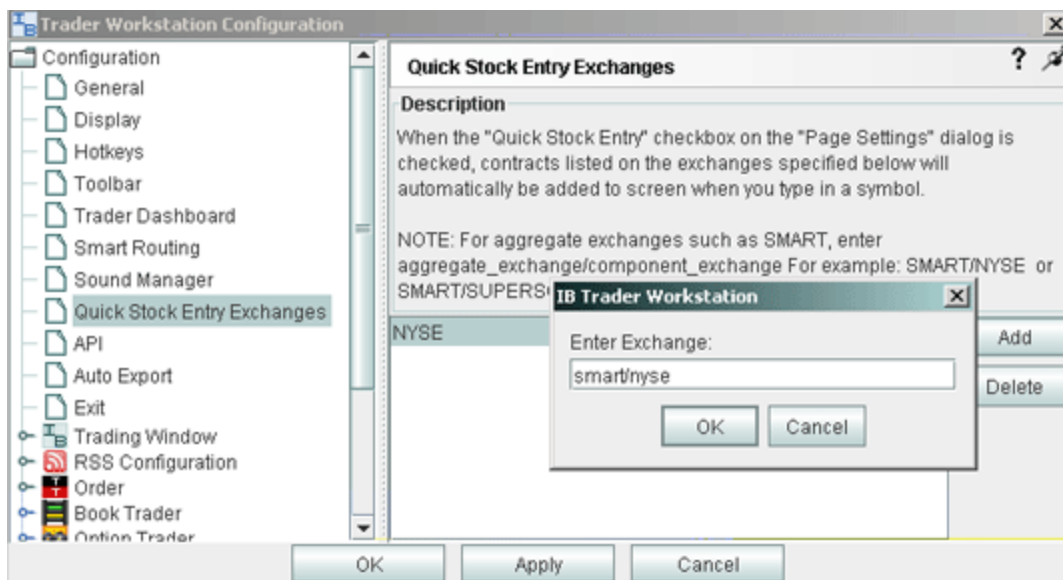 Trader Workstation Configuration
Configuration
General
Display
Hotkeys
Toolbar
Trader Dashboard
Smart Routing
Sound Manager
Quick Stock Entry Exchanges
API
Auto Export
Exit
Trading Window
RSS Configuration
Order
Book Trader
Option Trader
Quick Stock Entry Exchanges
?
Description
When the "Quick Stock Entry" checkbox on the "Page Settings" dialog is
checked, contracts listed on the exchanges specified below will
automatically be added to screen when you type in a symbol.
NOTE: For aggregate exchanges such as SMART, enter
aggregate_exchange/component_exchange For example: SMART/NYSE or
NYSE
Add
Delete
IB Trader Workstation
Enter Exchange:
smart/nyse
OK
Cancel
OK
Apply
Cancel